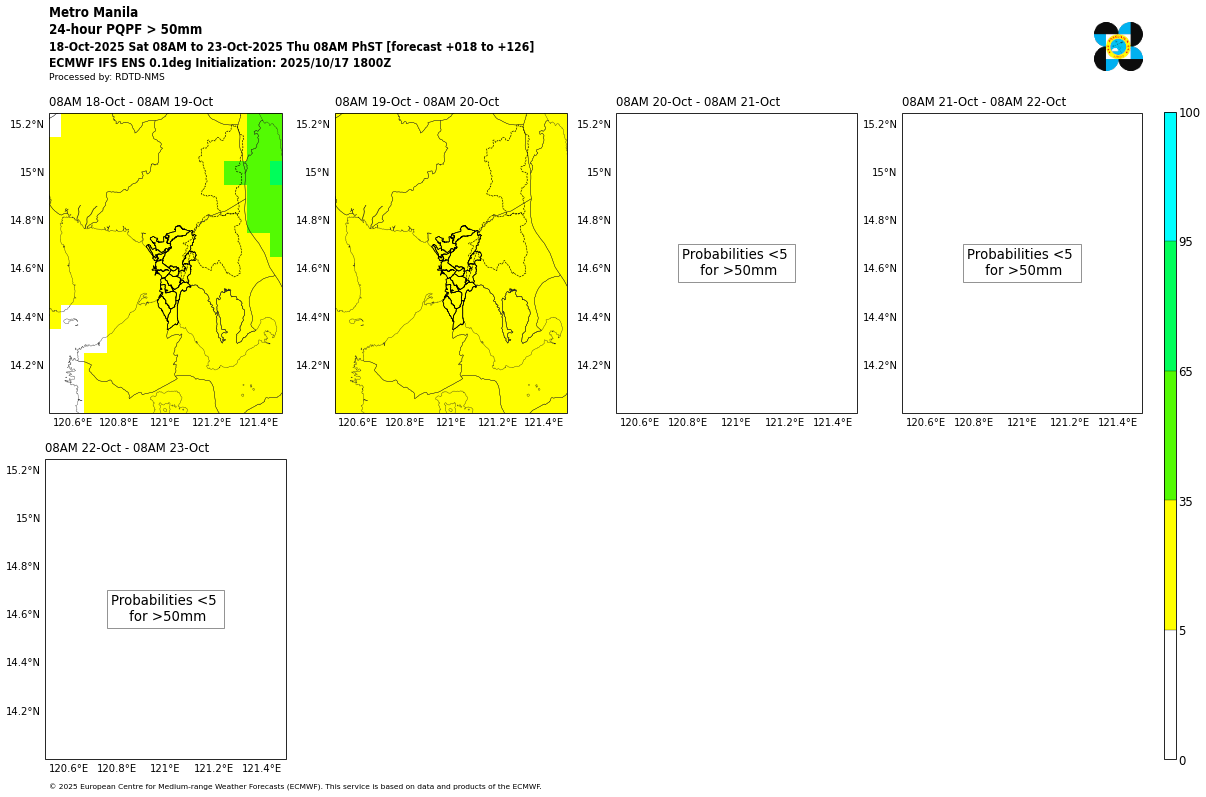 Metro Manila
24-hour PQPF > 50mm
18-Oct-2025 Sat 08AM to 23-Oct-2025 Thu 08AM PhST [forecast +018 to +126]
ECMWF IFS ENS 0.1deg Initialization: 2025/10/17 1800Z
Processed by: RDTD-NMS
08AM 18-Oct - 08AM 19-Oct
15.2°N
15°N
14.8°N
14.6°N
14.4°N
14.2°N
120.6°E 120.8°E 121°E 121.2°E 121.4°E
08AM 19-Oct - 08AM 20-Oct
15.2°N
15°N
14.8°N
14.6°N
14.4°N
14.2°N
120.6°E 120.8°E 121°E 121.2°E 121.4°E
08AM 20-Oct - 08AM 21-Oct
15.2°N
15°N
14.8°N
14.6°N
14.4°N
14.2°N
Probabilities <5
for >50mm
120.6°E 120.8°E 121°E 121.2°E 121.4°E
08AM 21-Oct - 08AM 22-Oct
15.2°N
15°N
14.8°N
14.6°N
14.4°N
14.2°N
Probabilities <5
for >50mm
120.6°E 120.8°E 121°E 121.2°E 121.4°E
100
95
65
35
5
0
08AM 22-Oct - 08AM 23-Oct
15.2°N
15°N
14.8°N
14.6°N
14.4°N
14.2°N
Probabilities <5
for >50mm
120.6°E 120.8°E 121°E 121.2°E 121.4°E
© 2025 European Centre for Medium-range Weather Forecasts (ECMWF). This service is based on data and products of the ECMWF.